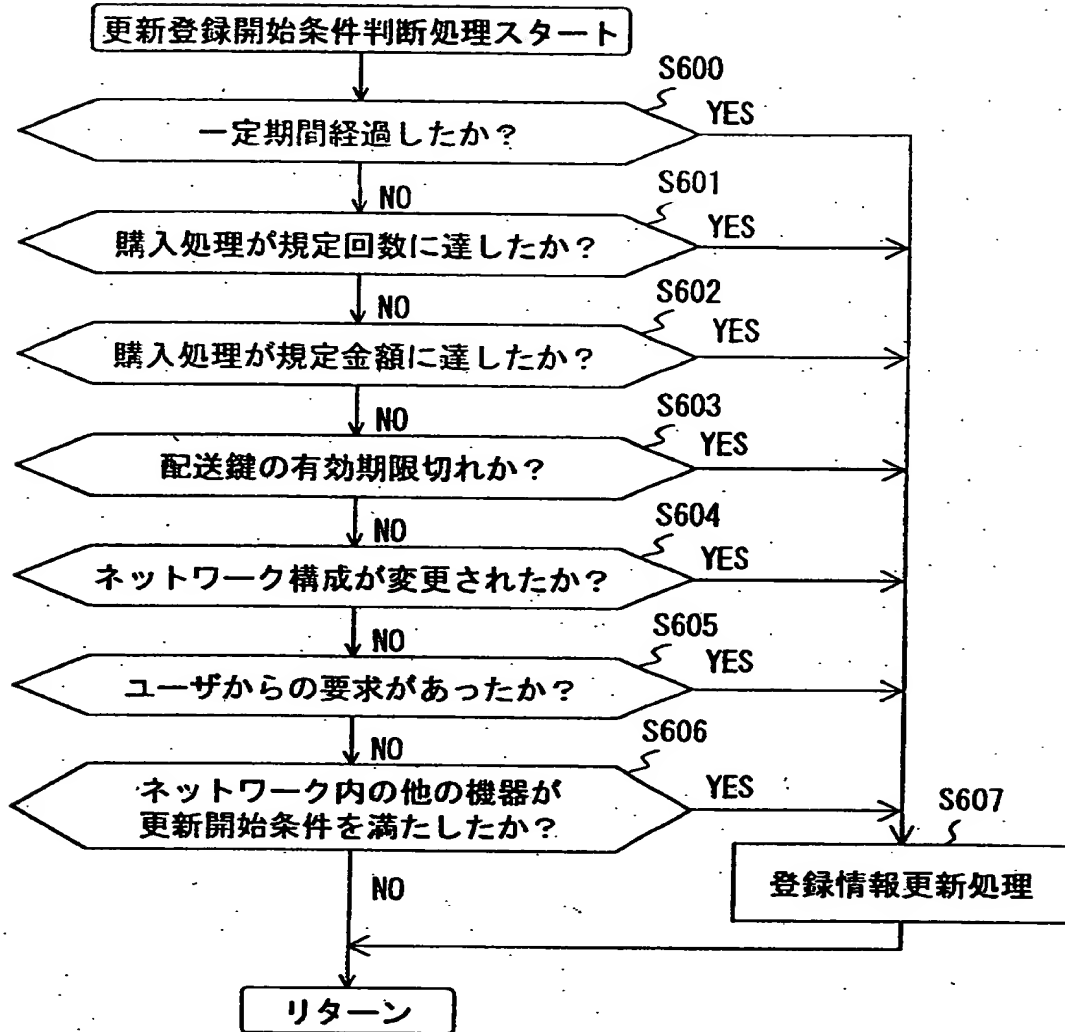 更新登録開始条件判断処理スタート
S600
一定期間経過したか？
YES
NO
S601
購入処理が規定回数に達したか？
YES
NO
S602
購入処理が規定金額に達したか？
YES
NO
S603
配送鍵の有効期限切れか？
YES
NO
S604
ネットワーク構成が変更されたか？
YES
NO
S605
ユーザからの要求があったか？
YES
NO
S606
ネットワーク内の他の機器が
更新開始条件を満たしたか？
YES
S607
登録情報更新処理
NO
リターン